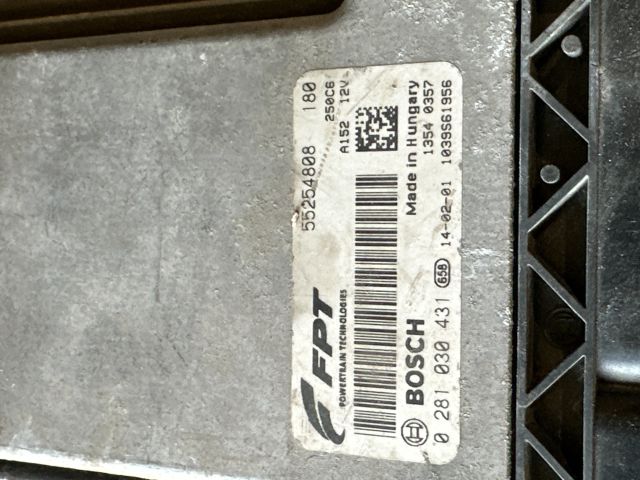 FPT
POWERTRAIN TECHNOLOGIES
55254808 180
250C6
A152 12V
BOSCH
Made in Hungary
1354 0357
0 281 030 431 658 14-02-01 1039S61956